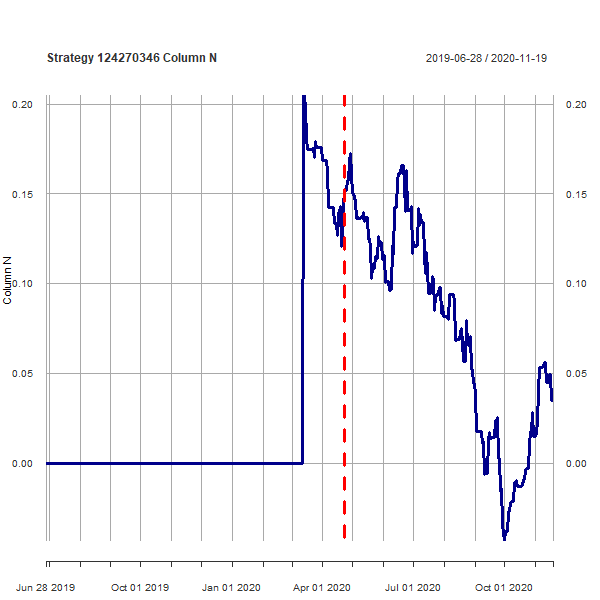 Strategy 124270346 Column N
2019-06-28 / 2020-11-19
0.20
0.20
0.15
0.15
0.10
0.10
0.05
0.05
0.00
0.00
Column N
Jun 28 2019
Oct 01 2019
Jan 01 2020
Apr 01 2020
Jul 01 2020
Oct 01 2020